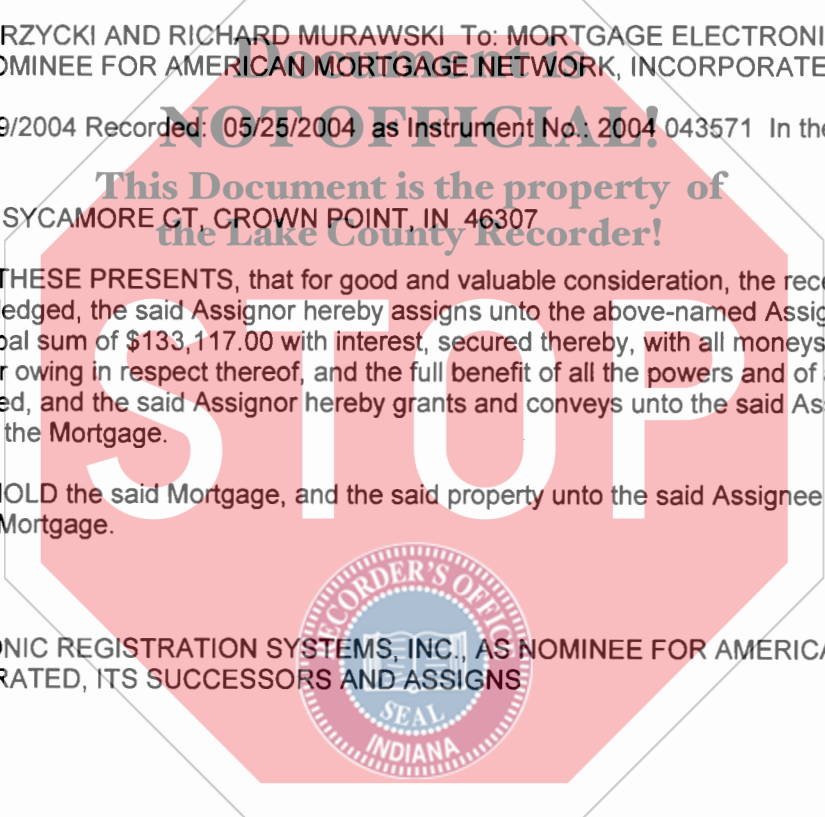 RZYCKI AND RICHARD MURAWSKI To: MORTGAGE ELECTRONI
OMINEE FOR AMERICAN MORTGAGE NETWORK, INCORPORATE
Document is
9/2004 Recorded: 05/25/2004 as Instrument No.: 2004 043571 In the
NOT OFFICIAL!
This Document is the property of
SYCAMORE CT, CROWN POINT, IN 46307
the Lake County Recorder!
THESE PRESENTS, that for good and valuable consideration, the rece
edged, the said Assignor hereby assigns unto the above-named Assig
pal sum of $133,117.00 with interest, secured thereby, with all moneys
r owing in respect thereof, and the full benefit of all the powers and of
ed, and the said Assignor hereby grants and conveys unto the said Ass
the Mortgage.
STOP
HOLD the said Mortgage, and the said property unto the said Assignee
Mortgage.
RECORDER'S OFFICE
ONIC REGISTRATION SYSTEMS, INC., AS NOMINEE FOR AMERICA
RATED, ITS SUCCESSORS AND ASSIGNS
SEAL
INDIANA